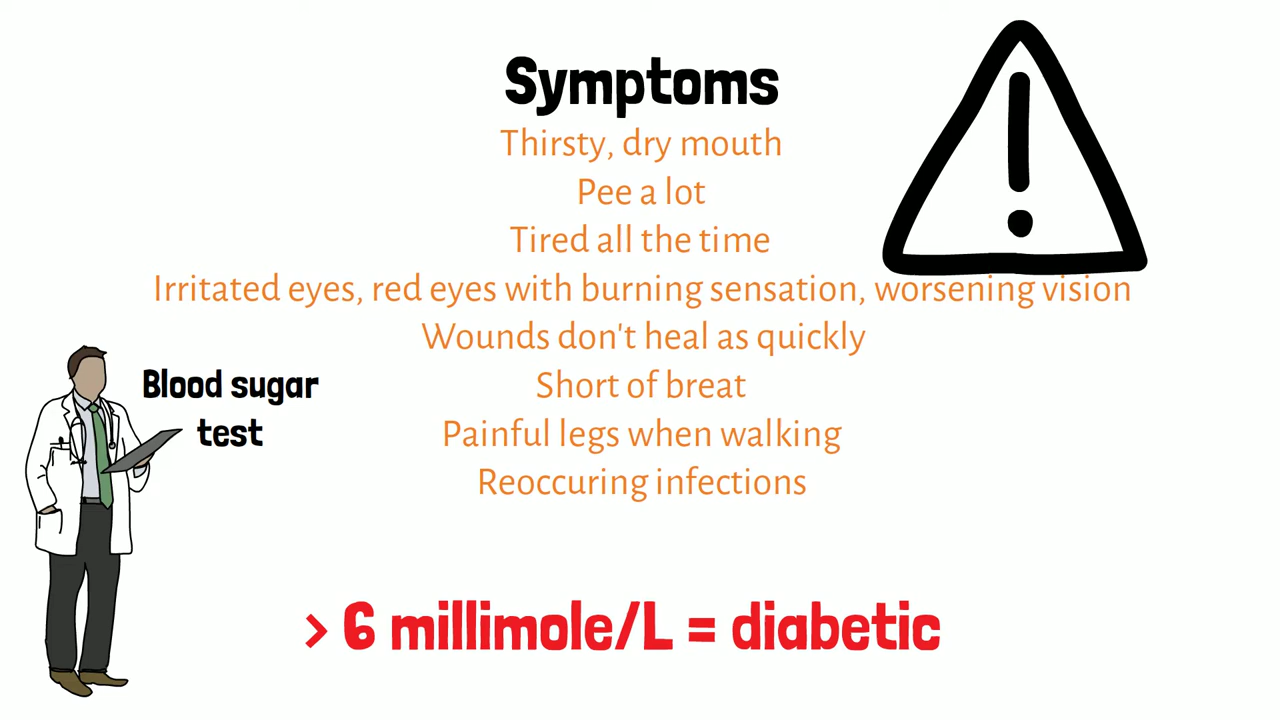 Symptoms
Thirsty, dry mouth
Pee a lot
Tired all the time
Irritated eyes, red eyes with burning sensation, worsening vision
Wounds don't heal as quickly
Short of breat
Painful legs when walking
Reoccuring infections
Blood sugar
test
> 6 millimole/L = diabetic